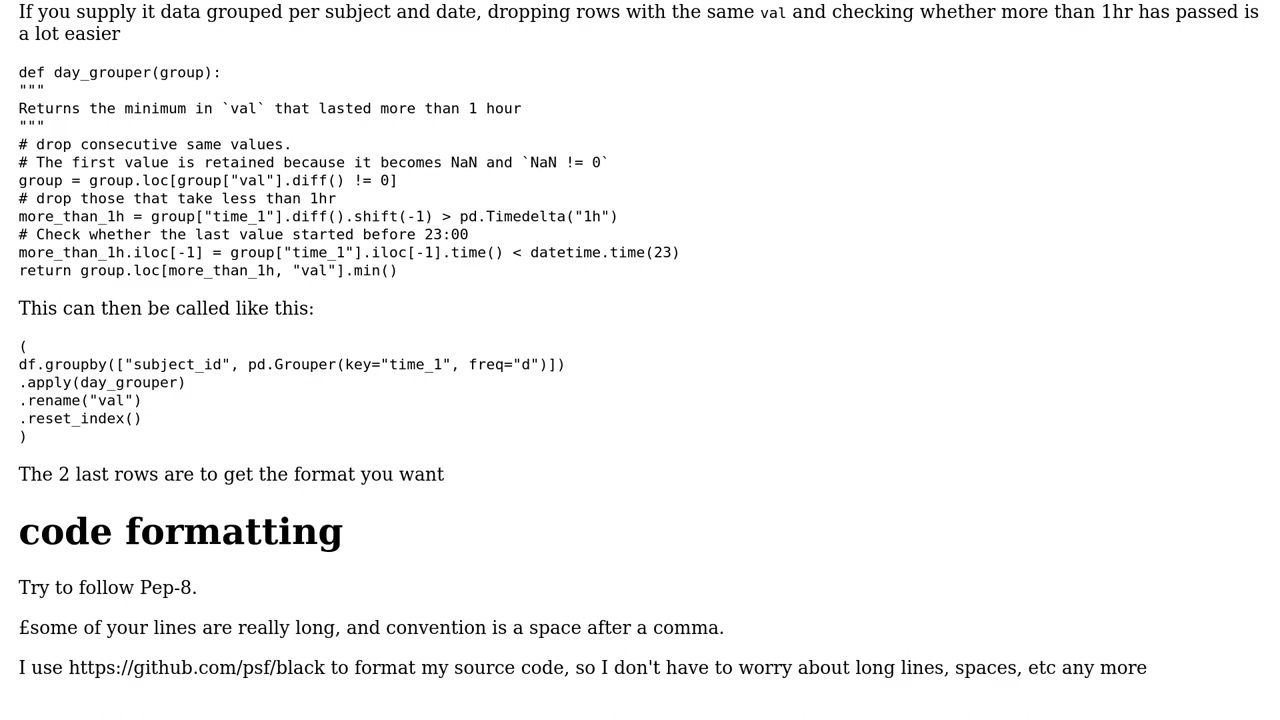 If you supply it data grouped per subject and date, dropping rows with the same val and checking whether more than 1hr has passed is
a lot easier
def day_grouper(group):
"""
Returns the minimum in `val` that lasted more than 1 hour
"""
# drop consecutive same values.
# The first value is retained because it becomes NaN and `NaN != 0`
group = group.loc[group["val"].diff() != 0]
# drop those that take less than 1hr
more_than_1h = group["time_1"].diff().shift(-1) > pd.Timedelta("1h")
# Check whether the last value started before 23:00
more_than_1h.iloc[-1] = group["time_1"].iloc[-1].time() < datetime.time(23)
return group.loc[more_than_1h, "val"].min()
This can then be called like this:
(
df.groupby(["subject_id", pd.Grouper(key="time_1", freq="d")])
.apply(day_grouper)
.rename("val")
.reset_index()
)
The 2 last rows are to get the format you want
code formatting
Try to follow Pep-8.
£some of your lines are really long, and convention is a space after a comma.
I use https://github.com/psf/black to format my source code, so I don't have to worry about long lines, spaces, etc any more